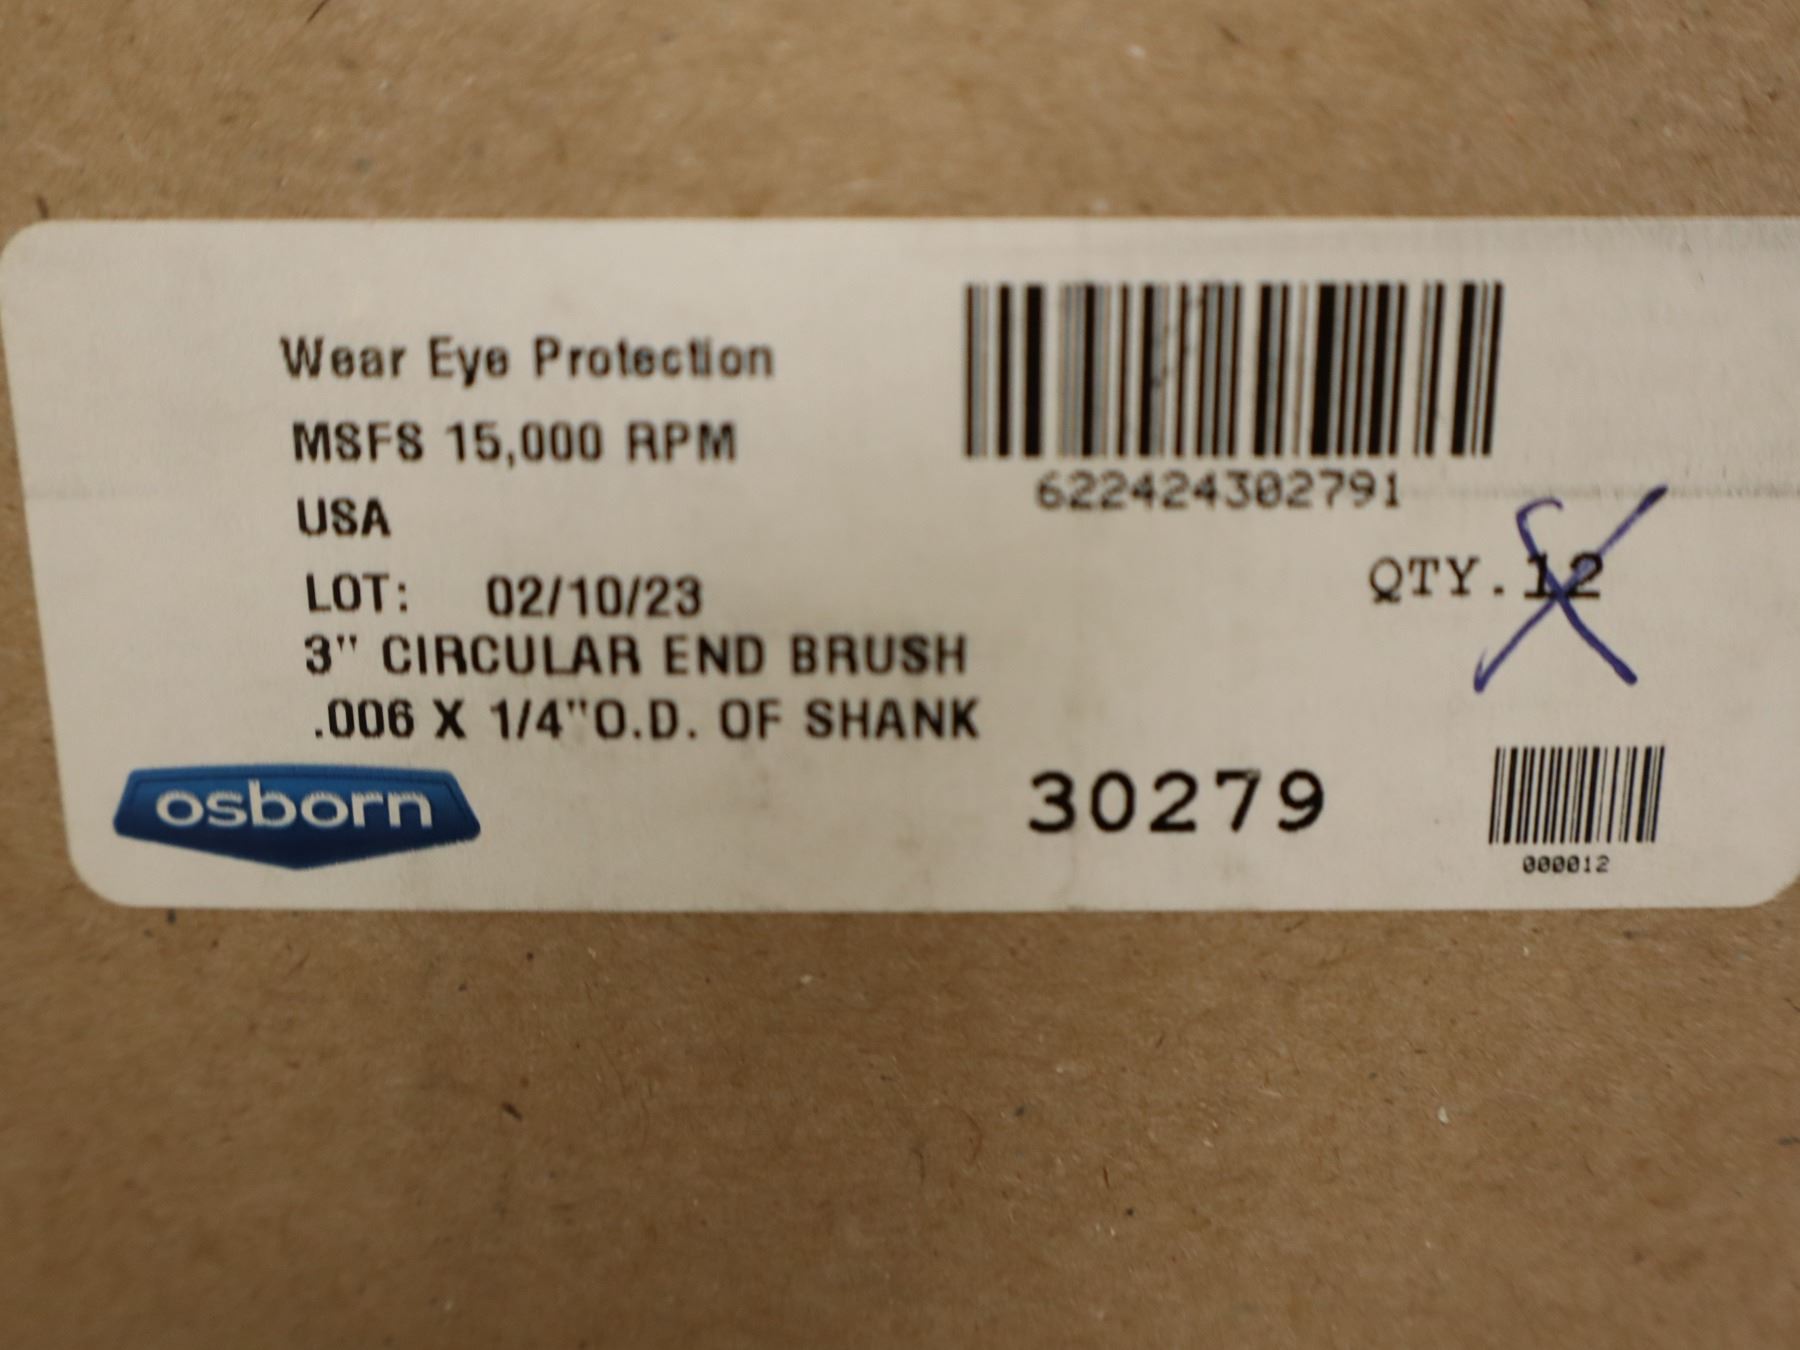 Wear Eye Protection
MSFS 15,000 RPM
USA
LOT: 02/10/23
3" CIRCULAR END BRUSH
.006 X 1/4"O.D. OF SHANK
osborn
622424302791
QTY.12
30279
000012